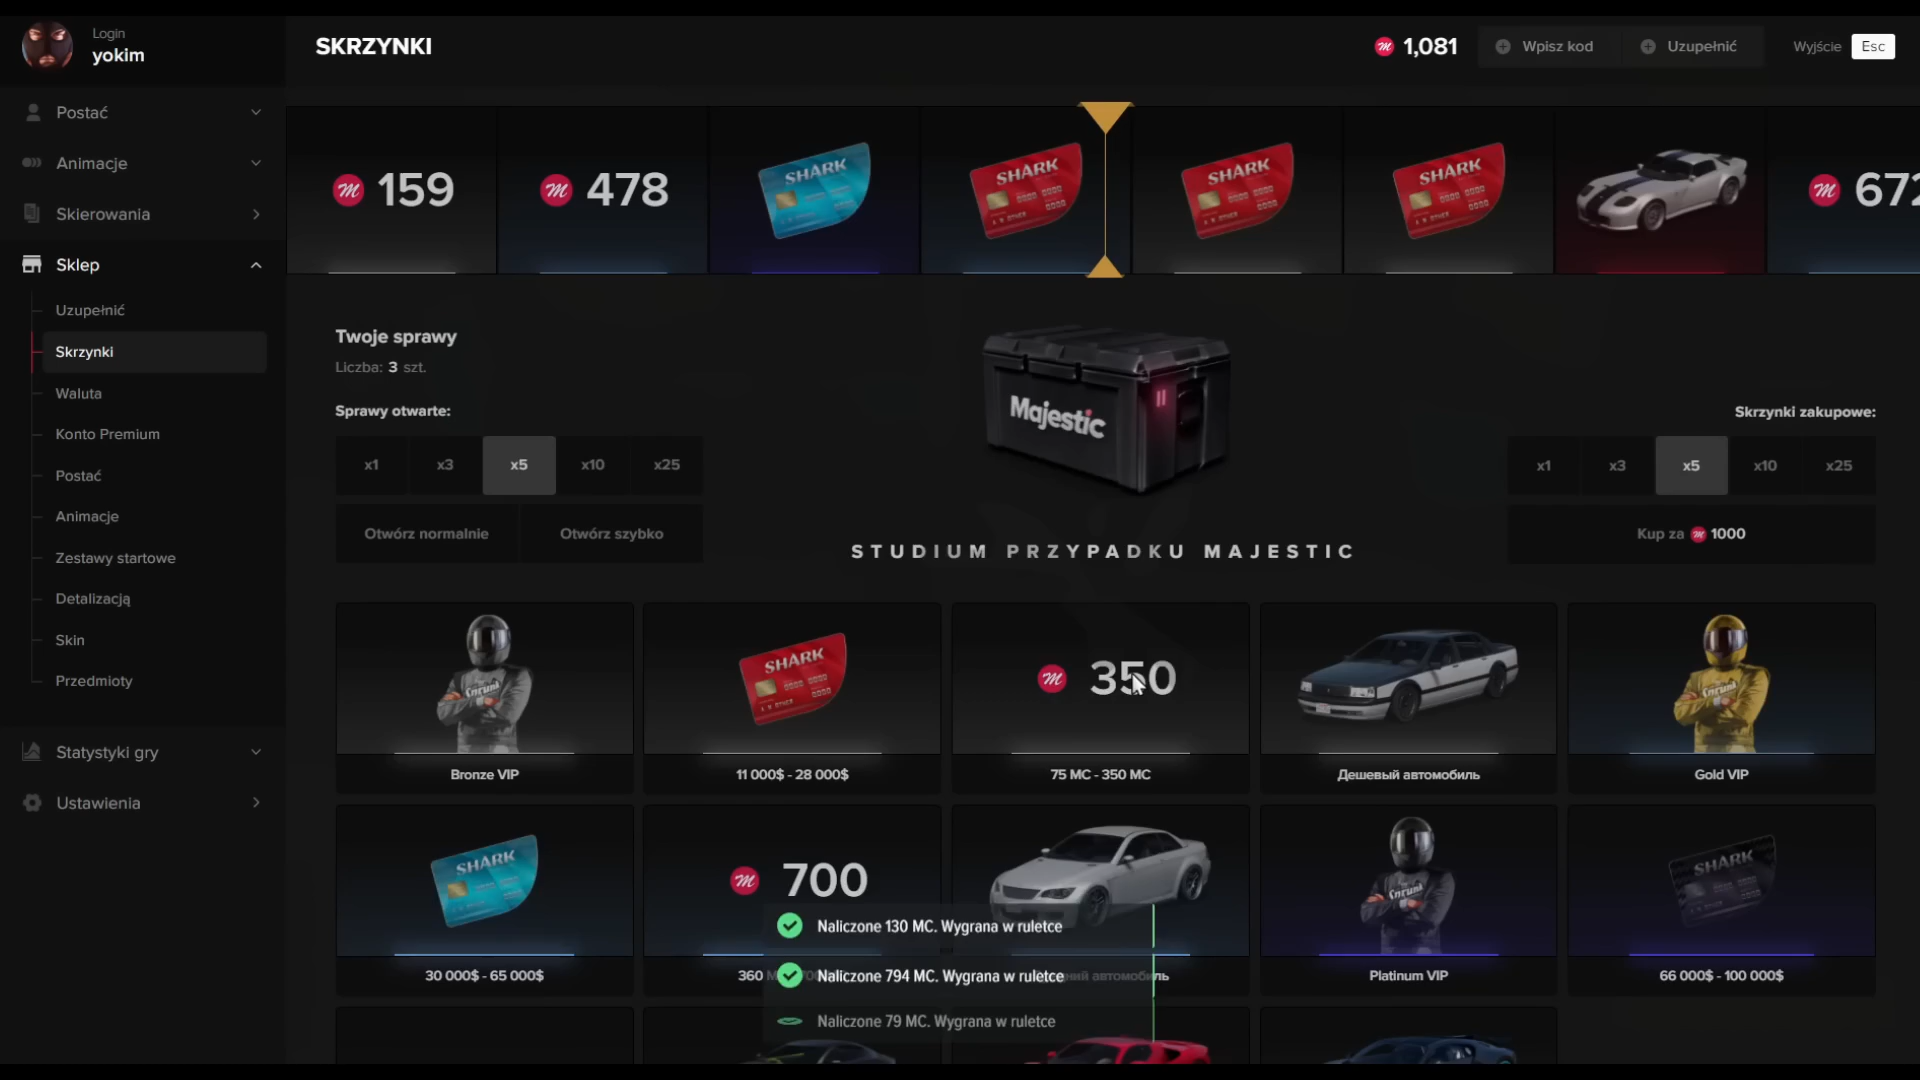 Login
yokim
SKRZYNKI
1,081
Wpisz kod
Uzupełnić
Wyjście
Esc
Postać
Animacje
Skierowania
Sklep
Uzupełnić
Skrzynki
Waluta
Konto Premium
Postać
Animacje
Zestawy startowe
Detalizacją
Skin
Przedmioty
Statystyki gry
Ustawienia
159
478
SHARK
SHARK
SHARK
SHARK
672
Twoje sprawy
Liczba: 3 szt.
Sprawy otwarte:
x1 x3 x5 x10 x25
Otwórz normalnie
Otwórz szybko
Majestic
STUDIUM PRZYPADKU MAJESTIC
Skrzynki zakupowe:
x1 x3 x5 x10 x25
Kup za 1000
SHARK
350
Bronze VIP
11 000$ - 28 000$
75 MC - 350 MC
Дешевый автомобиль
Gold VIP
SHARK
700
SHARK
30 000$ - 65 000$
360
Platinum VIP
66 000$ - 100 000$
Naliczone 130 MC. Wygrana w ruletce
Naliczone 794 MC. Wygrana w ruletce
автомобиль
Naliczone 79 MC. Wygrana w ruletce